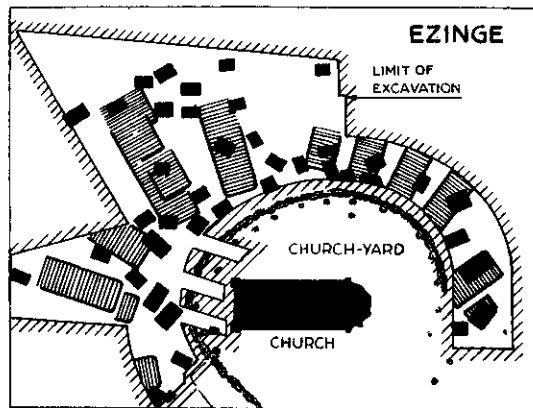 EZINGE
LIMIT OF
EXCAVATION
CHURCH-YARD
CHURCH